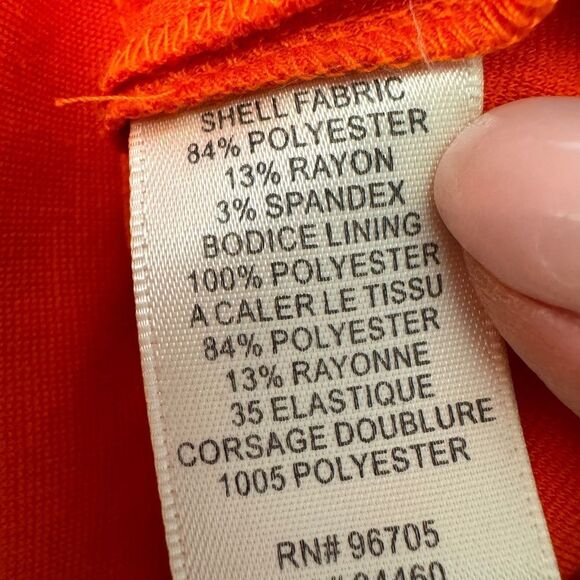 SHELL FABRIC
84% POLYESTER
13% RAYON
3% SPANDEX
BODICE LINING
100% POLYESTER
A CALER LE TISSU
84% POLYESTER
13% RAYONNE
35 ELASTIQUE
CORSAGE DOUBLURE
1005 POLYESTER
RN# 96705